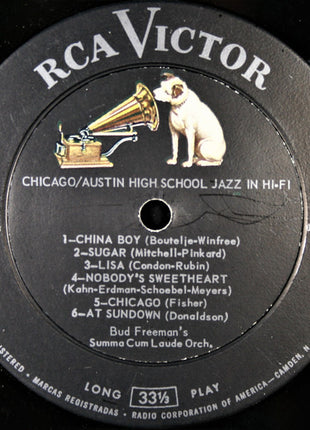 RCA VICTOR
CHICAGO/AUSTIN HIGH SCHOOL JAZZ IN HI-FI
1—CHINA BOY (Boutelje-Winfree)
2—SUGAR (Mitchell-Pinkard)
3—LISA (Condon-Rubin)
4—NOBODY'S SWEETHEART
(Kahn-Erdman-Schoebel-Meyers)
5—CHICAGO (Fisher)
6—AT SUNDOWN (Donaldson)
Bud Freeman's
Summa Cum Laude Orch.
LONG 33⅓ PLAY
MARCAS REGISTRADAS • RADIO CORPORATION OF AMERICA—CAMDEN, N